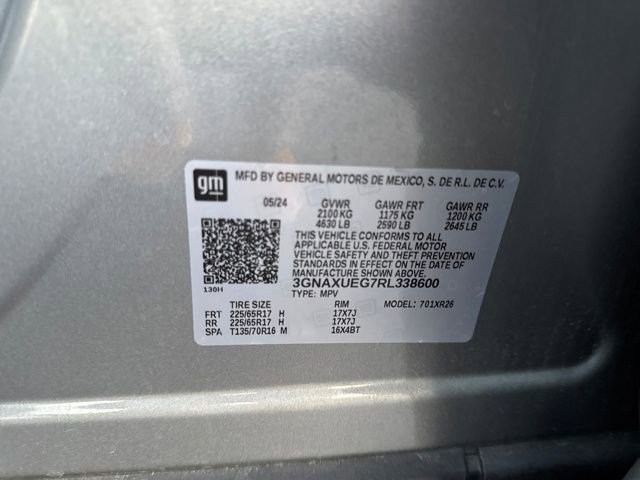 gm
MFD BY GENERAL MOTORS DE MEXICO, S. DE R.L. DE C.V.
05/24 GVWR GAWR FRT GAWR RR
2100 KG 1175 KG 1200 KG
4630 LB 2590 LB 2645 LB
THIS VEHICLE CONFORMS TO ALL
APPLICABLE U.S. FEDERAL MOTOR
VEHICLE SAFETY AND THEFT PREVENTION
STANDARDS IN EFFECT ON THE DATE OF
MANUFACTURE SHOWN ABOVE.
130H 3GNAXUEG7RL338600
TYPE: MPV
TIRE SIZE RIM MODEL: 701XR26
FRT 225/65R17 H 17X7J
RR 225/65R17 H 17X7J
SPA T135/70R16 M 16X4BT